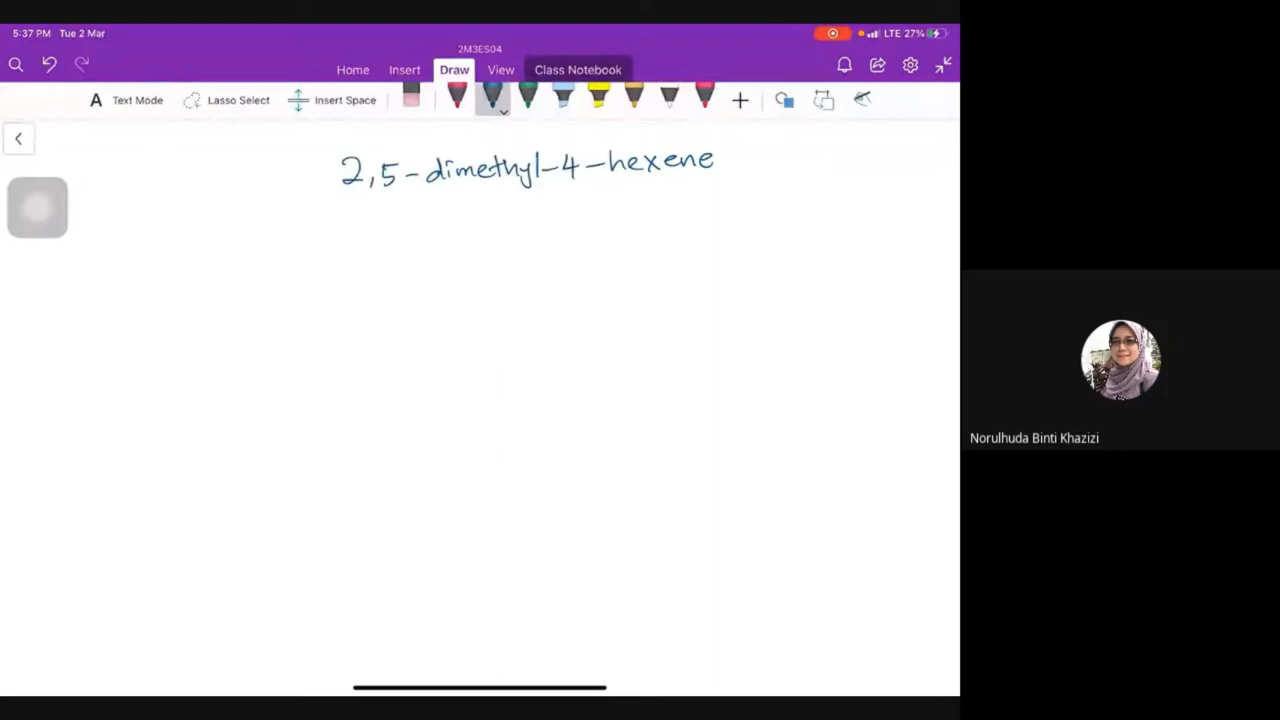 5:37 PM Tue 2 Mar
LTE 27%
2M3ES04
Home Insert Draw View Class Notebook
A Text Mode Lasso Select Insert Space
2,5-dimethyl-4-hexene
Norulhuda Binti Khazizi